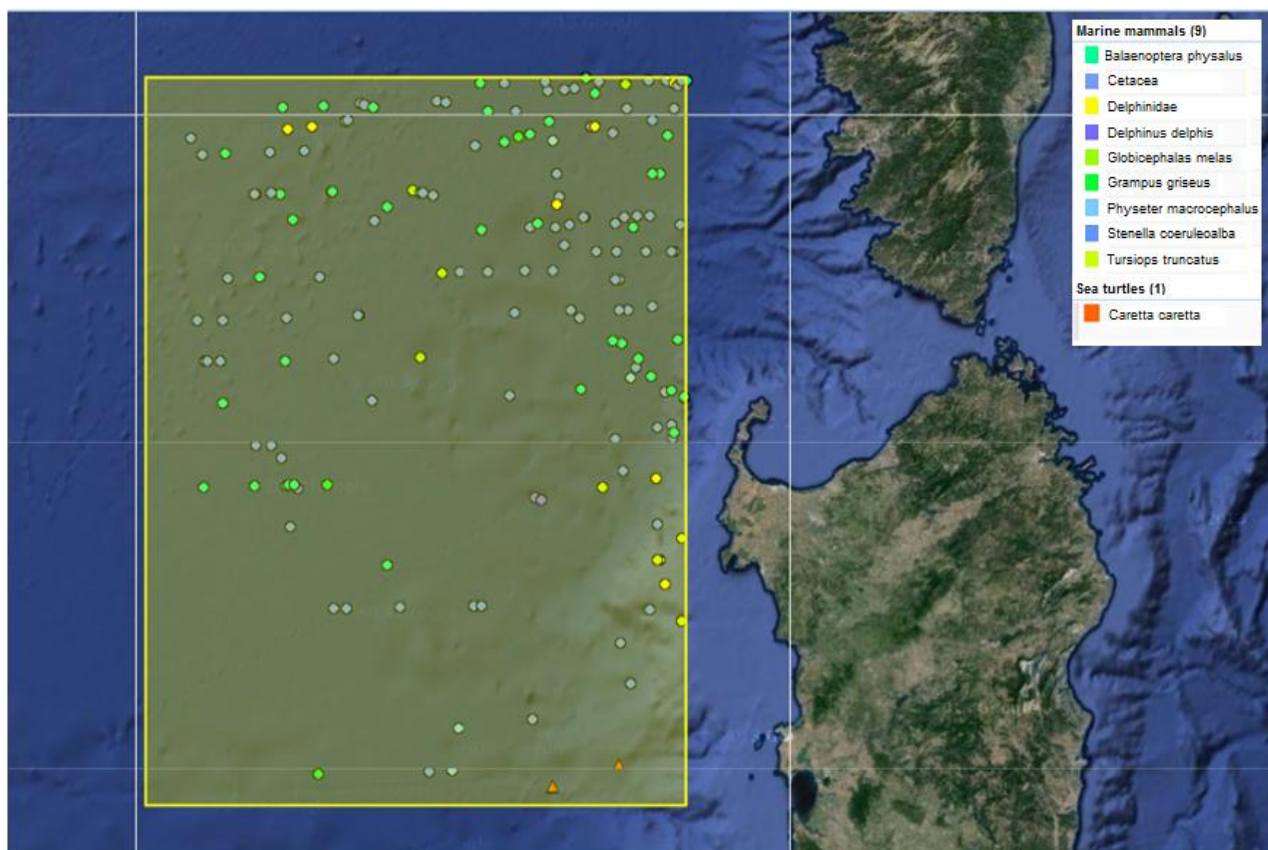 Marine mammals (9)
Balaenoptera physalus
Cetacea
Delphinidae
Delphinus delphis
Globicephalas melas
Grampus griseus
Physeter macrocephalus
Stenella coeruleoalba
Tursiops truncatus
Sea turtles (1)
Caretta caretta